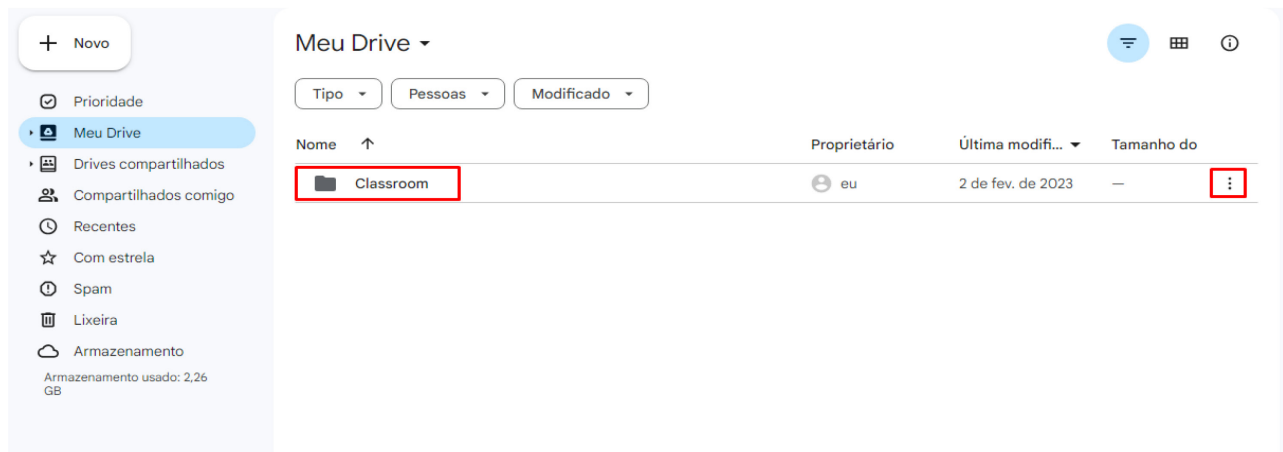 Novo
Prioridade
Meu Drive
Drives compartilhados
Compartilhados comigo
Recentes
Com estrela
Spam
Lixeira
Armazenamento
Armazenamento usado: 2,26
GB
Meu Drive
Tipo Pessoas Modificado
Nome Proprietário Última modifi... Tamanho do
Classroom eu 2 de fev. de 2023 —